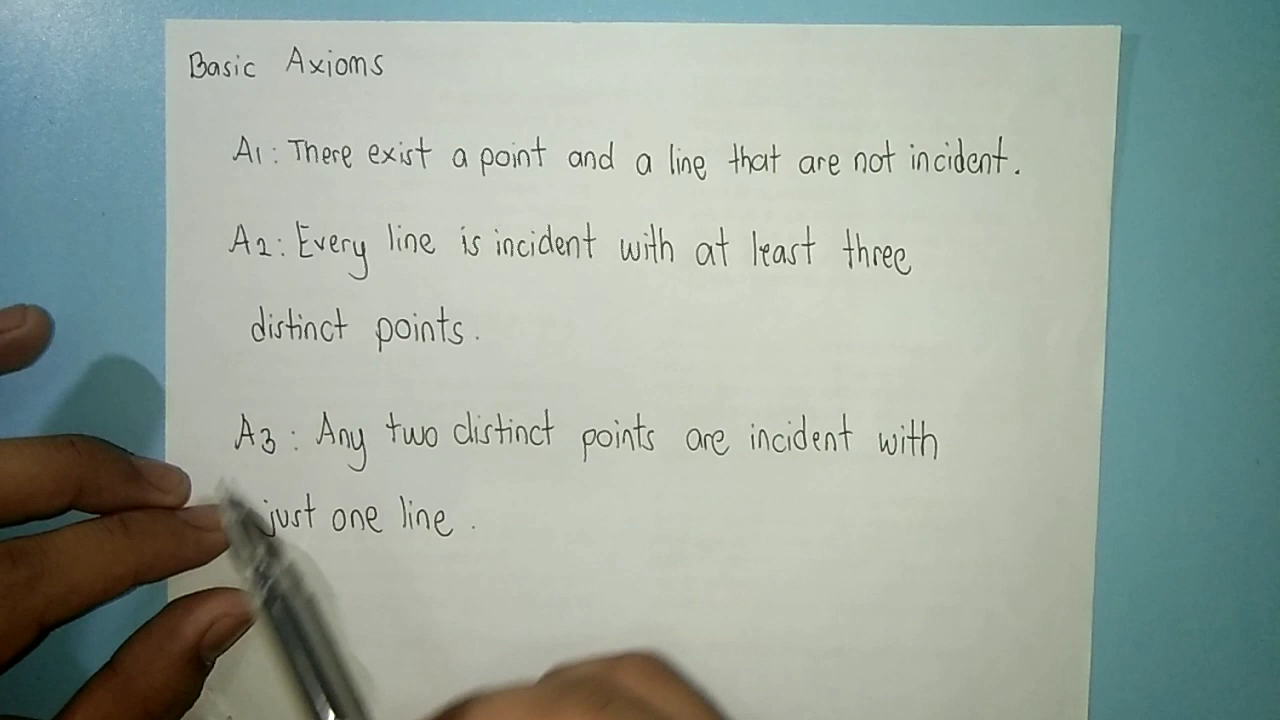 Basic Axioms
A1: There exist a point and a line that are not incident.
A2: Every line is incident with at least three
distinct points.
A3: Any two distinct points are incident with
just one line.